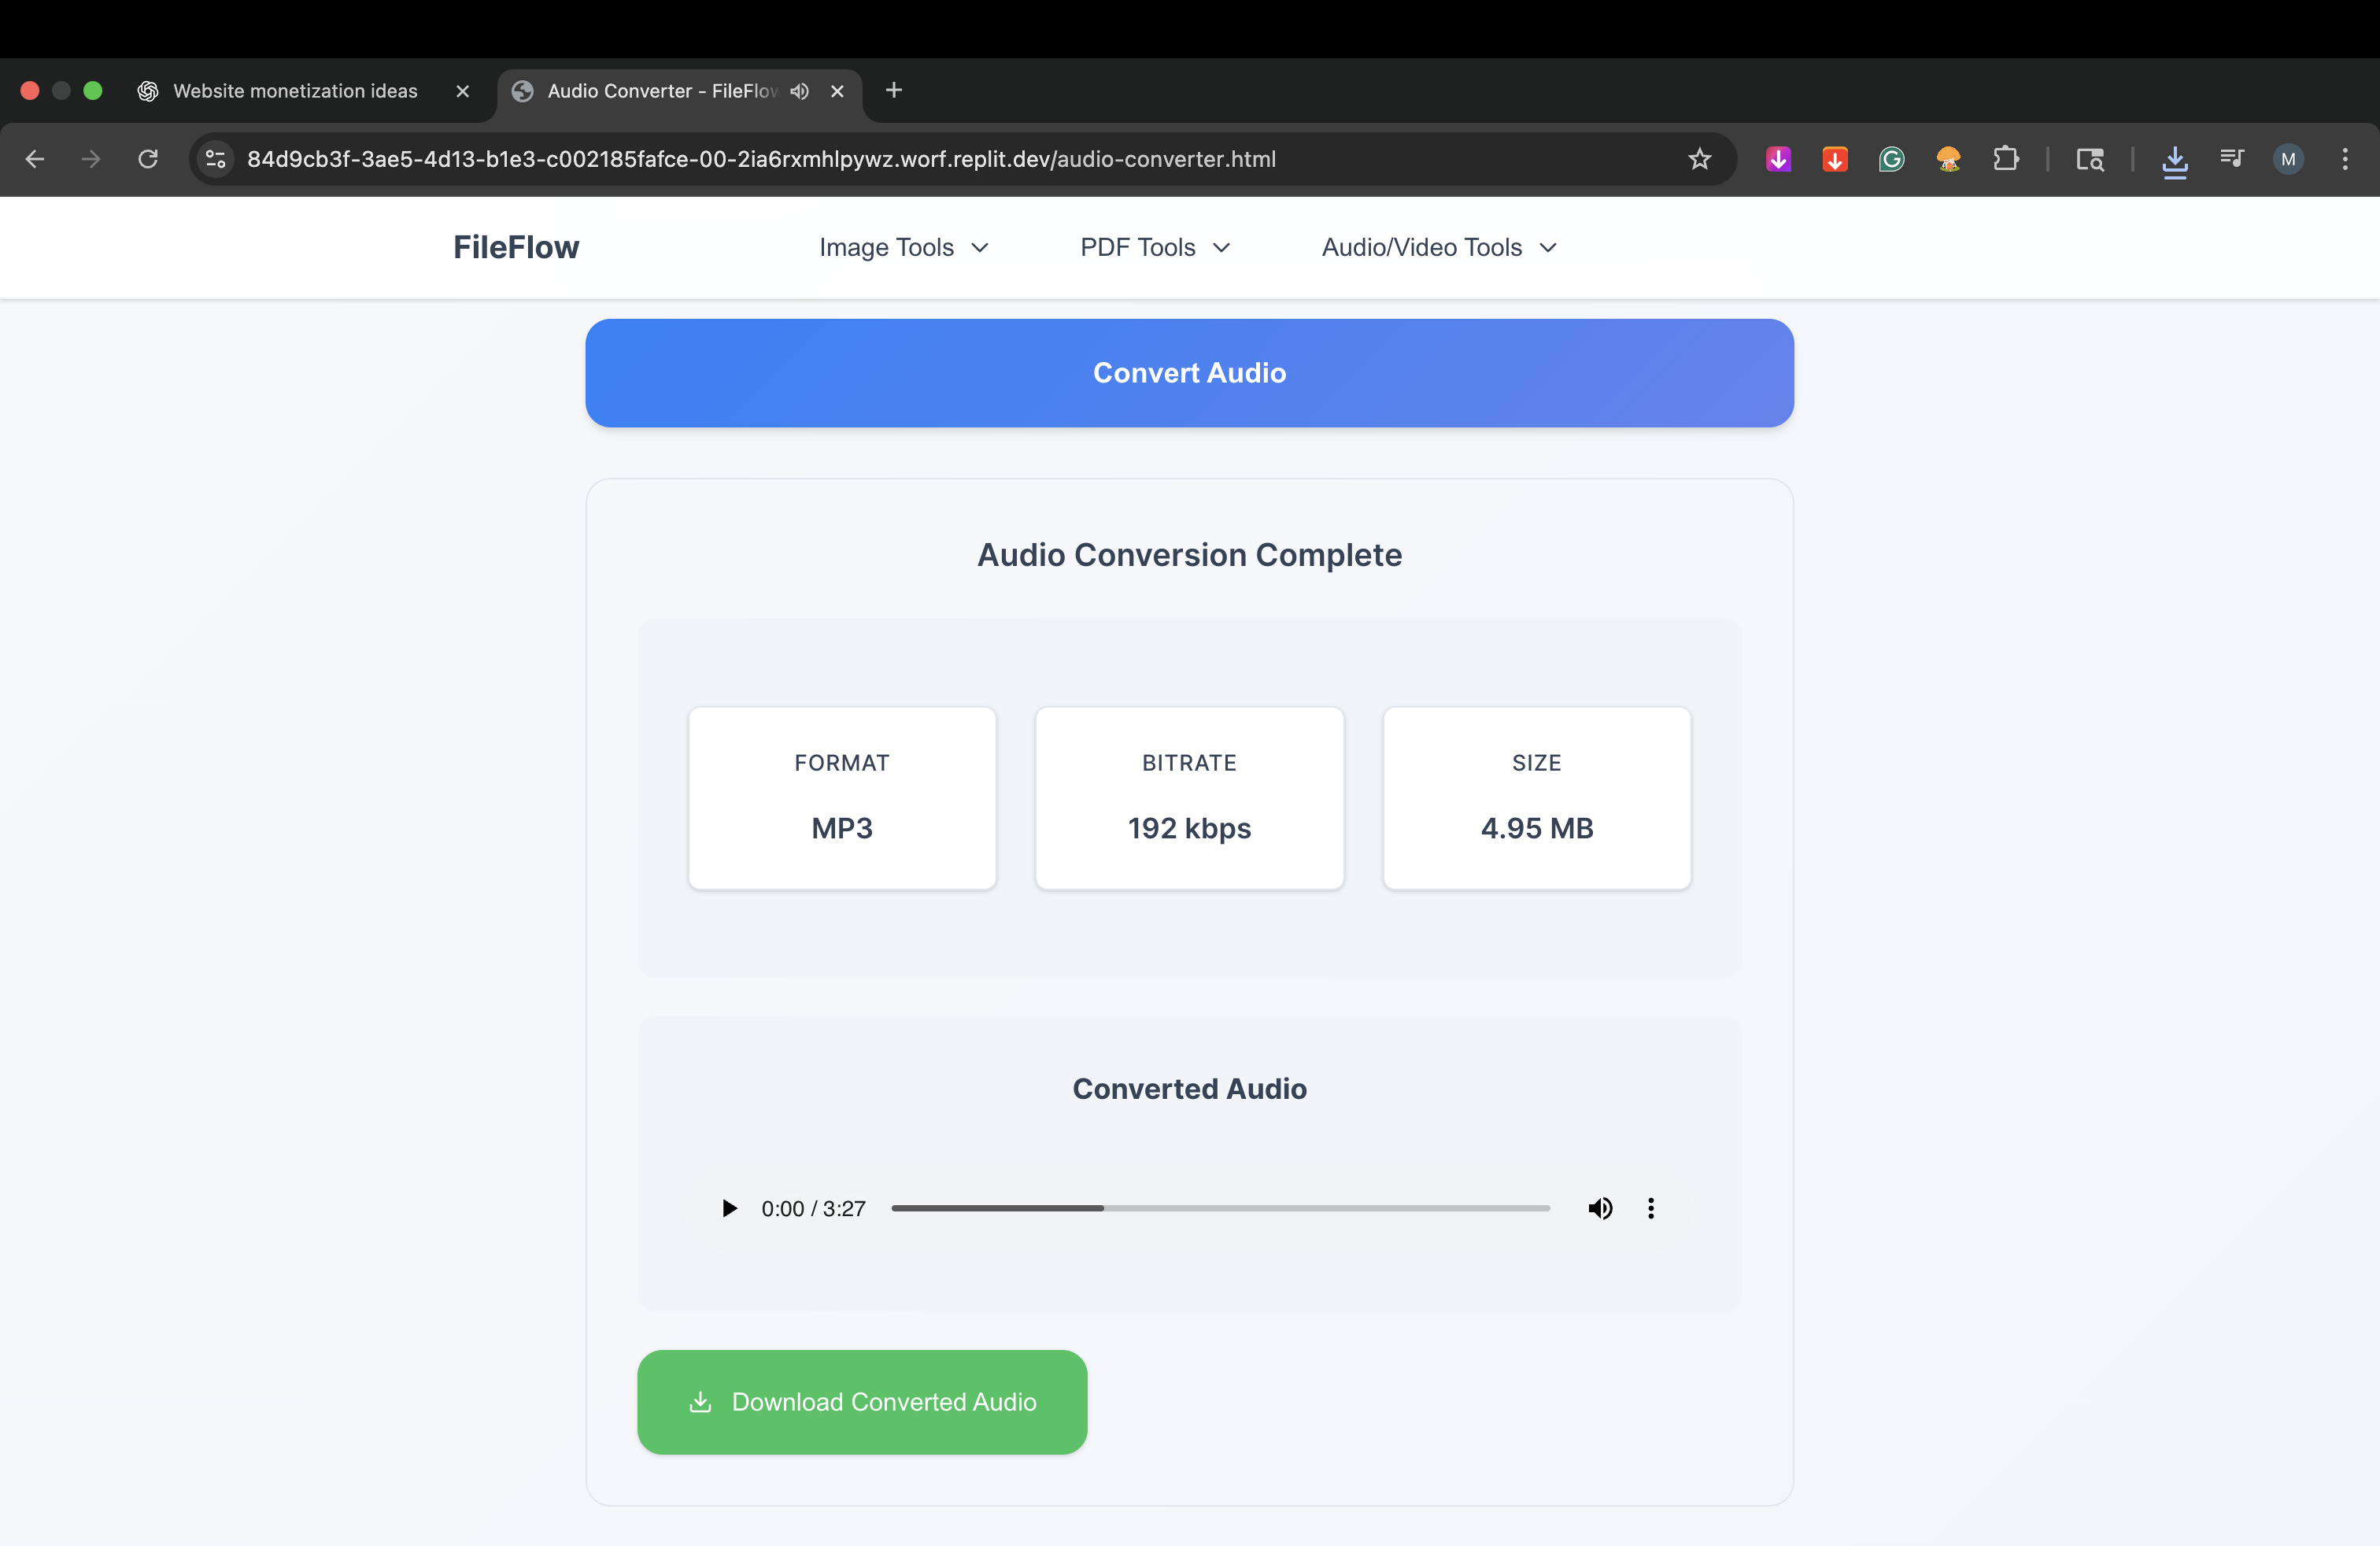 Website monetization ideas
Audio Converter - FileFlow
84d9cb3f-3ae5-4d13-b1e3-c002185fafce-00-2ia6rxmhlpywz.worf.replit.dev/audio-converter.html
M
FileFlow
Image Tools
PDF Tools
Audio/Video Tools
Convert Audio
Audio Conversion Complete
FORMAT
MP3
BITRATE
192 kbps
SIZE
4.95 MB
Converted Audio
0:00 / 3:27
Download Converted Audio